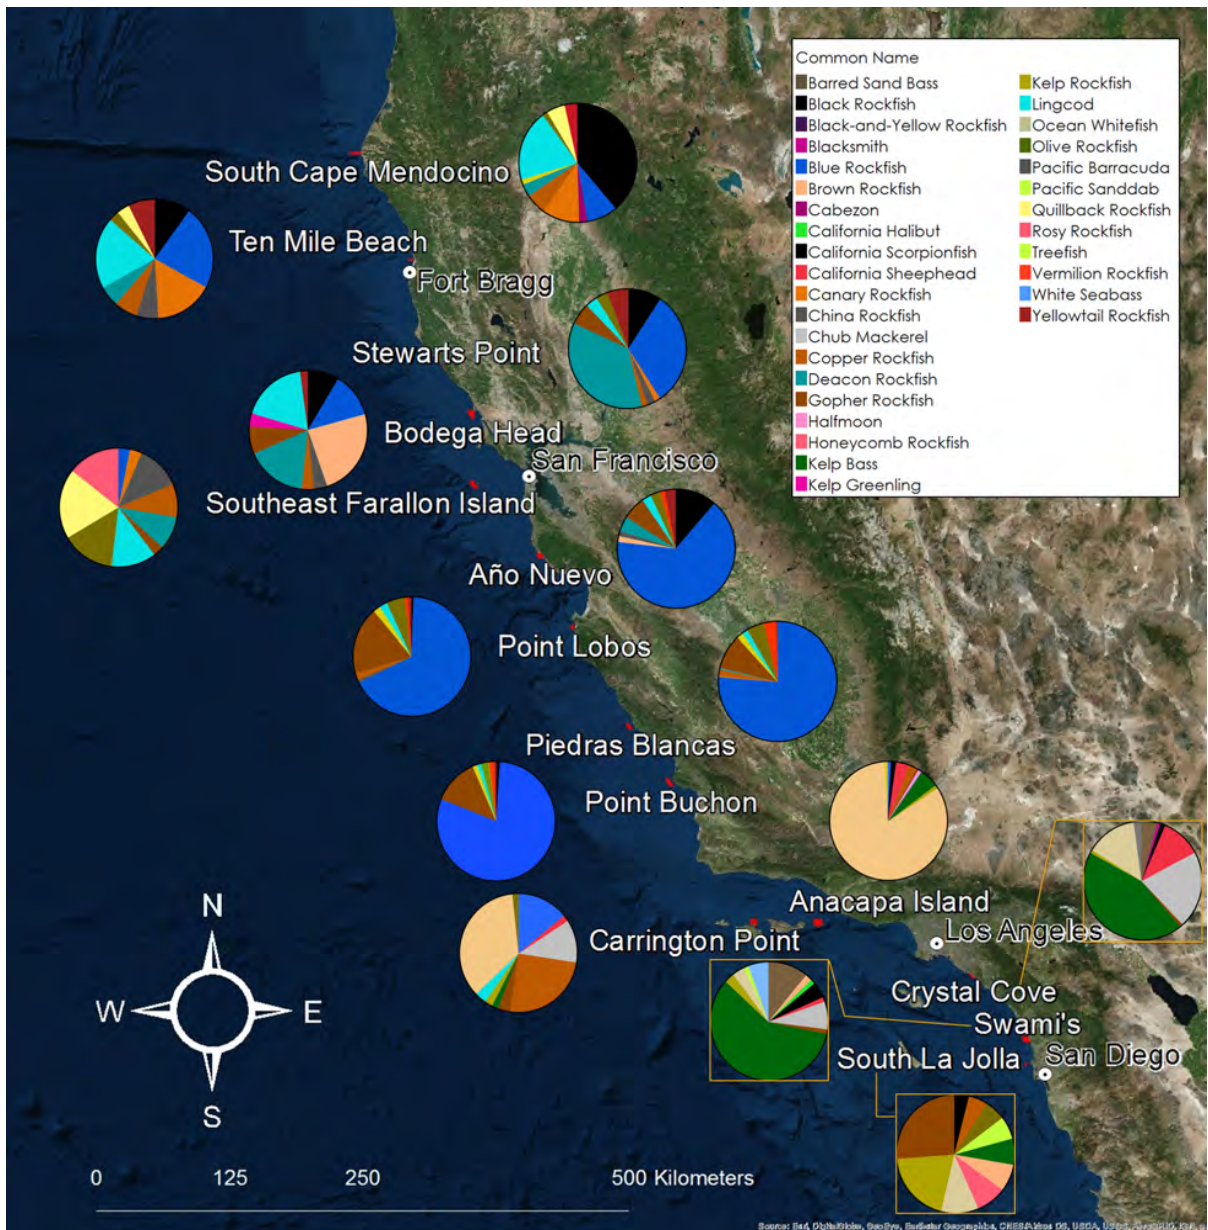 Common Name
Barred Sand Bass
Black Rockfish
Black-and-Yellow Rockfish
Blacksmith
Blue Rockfish
Brown Rockfish
Cabezon
California Halibut
California Scorpionfish
California Sheephead
Canary Rockfish
China Rockfish
Chub Mackerel
Copper Rockfish
Deacon Rockfish
Gopher Rockfish
Halfmoon
Honeycomb Rockfish
Kelp Bass
Kelp Greenling
Kelp Rockfish
Lingcod
Ocean Whitefish
Olive Rockfish
Pacific Barracuda
Pacific Sanddab
Quillback Rockfish
Rosy Rockfish
Treefish
Vermilion Rockfish
White Seabass
Yellowtail Rockfish
South Cape Mendocino
Ten Mile Beach
Fort Bragg
Stewarts Point
Bodega Head
San Francisco
Southeast Farallon Island
Año Nuevo
Point Lobos
Piedras Blancas
Point Buchon
Anacapa Island
Carrington Point
Los Angeles
Crystal Cove
Swami's
South La Jolla
San Diego
N
W E
S
0 125 250 500 Kilometers